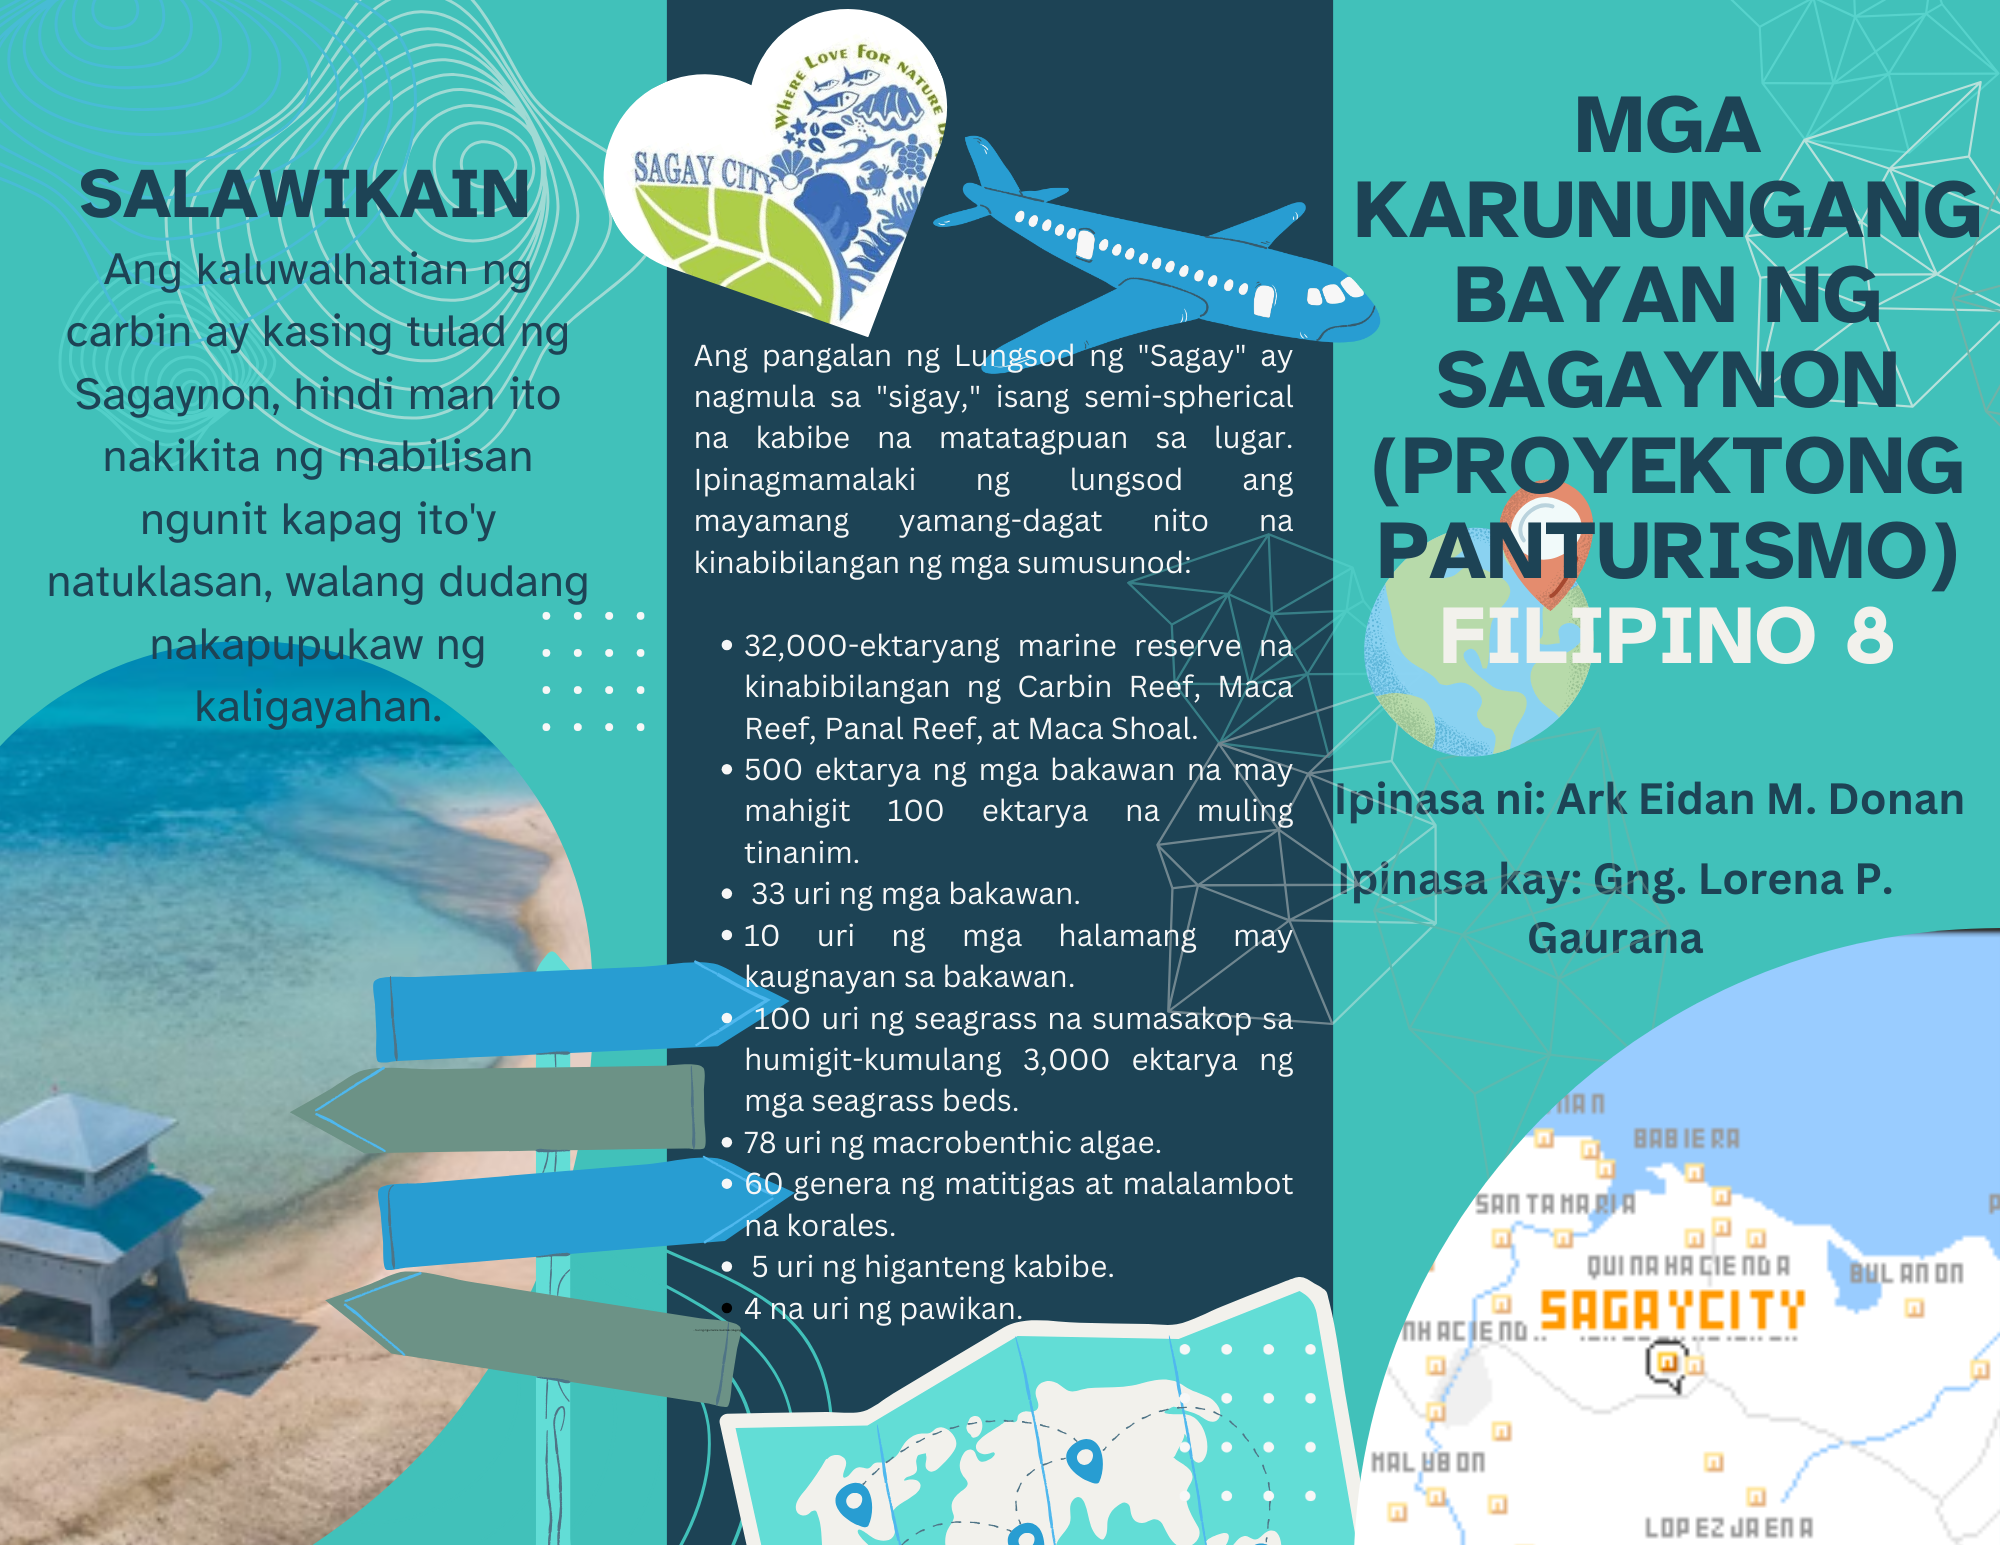 SALAWIKAIN
Ang kaluwalhatian ng
carbin ay kasing tulad ng
Sagaynon, hindi man ito
nakikita ng mabilisan
ngunit kapag ito'y
natuklasan, walang dudang
nakapupukaw ng
kaligayahan.
WHERE LOVE FOR NATURE
SAGAY CITY
Ang pangalan ng Lungsod ng "Sagay" ay
nagmula sa "sigay," isang semi-spherical
na kabibe na matatagpuan sa lugar.
Ipinagmamalaki ng lungsod ang
mayamang yamang-dagat nito na
kinabibilangan ng mga sumusunod:
• 32,000-ektaryang marine reserve na
kinabibilangan ng Carbin Reef, Maca
Reef, Panal Reef, at Maca Shoal.
• 500 ektarya ng mga bakawan na may
mahigit 100 ektarya na muling
tinanim.
• 33 uri ng mga bakawan.
• 10 uri ng mga halamang may
kaugnayan sa bakawan.
• 100 uri ng seagrass na sumasakop sa
humigit-kumulang 3,000 ektarya ng
mga seagrass beds.
• 78 uri ng macrobenthic algae.
• 60 genera ng matitigas at malalambot
na korales.
• 5 uri ng higanteng kabibe.
• 4 na uri ng pawikan.
MGA
KARUNUNGANG
BAYAN NG
SAGAYNON
(PROYEKTONG
PANTURISMO)
FILIPINO 8
Ipinasa ni: Ark Eidan M. Donan
Ipinasa kay: Gng. Lorena P.
Gaurana
BABIERA
SANTA MARIA
QUINAHACIENDA
BULANON
SAGAYCITY
MALUBON
LOPEZ JAENA